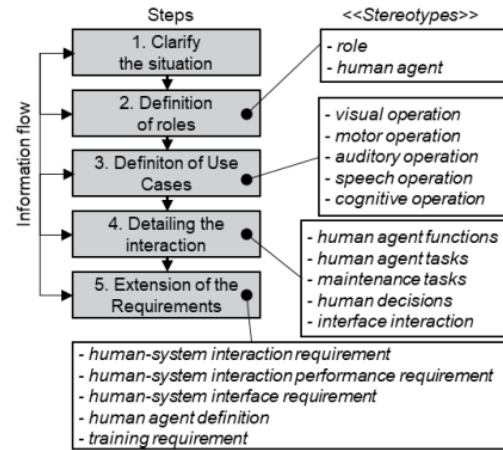 Steps
<<Stereotypes>>
1. Clarify
the situation
- role
- human agent
Information flow
2. Definition
of roles
- visual operation
- motor operation
- auditory operation
- speech operation
- cognitive operation
3. Definiton of Use
Cases
4. Detailing the
interaction
- human agent functions
- human agent tasks
- maintenance tasks
- human decisions
- interface interaction
5. Extension of the
Requirements
- human-system interaction requirement
- human-system interaction performance requirement
- human-system interface requirement
- human agent definition
- training requirement